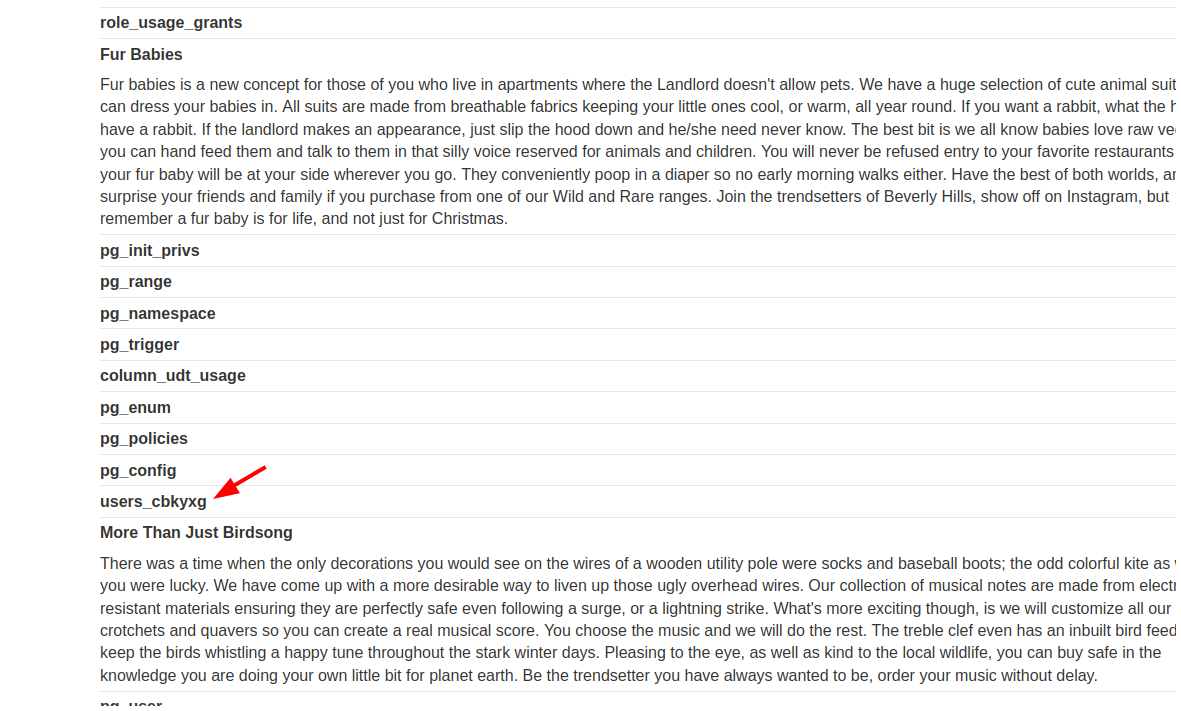 role_usage_grants
Fur Babies
Fur babies is a new concept for those of you who live in apartments where the Landlord doesn't allow pets. We have a huge selection of cute animal suit
can dress your babies in. All suits are made from breathable fabrics keeping your little ones cool, or warm, all year round. If you want a rabbit, what the
have a rabbit. If the landlord makes an appearance, just slip the hood down and he/she need never know. The best bit is we all know babies love raw
you can hand feed them and talk to them in that silly voice reserved for animals and children. You will never be refused entry to your favorite restaurants
your fur baby will be at your side wherever you go. They conveniently poop in a diaper so no early morning walks either. Have the best of both worlds,
surprise your friends and family if you purchase from one of our Wild and Rare ranges. Join the trendsetters of Beverly Hills, show off on Instagram, but
remember a fur baby is for life, and not just for Christmas.
pg_init_privs
pg_range
pg_namespace
pg_trigger
column_udt_usage
pg_enum
pg_policies
pg_config
users_cbkyxg
More Than Just Birdsong
There was a time when the only decorations you would see on the wires of a wooden utility pole were socks and baseball boots; the odd colorful kite as
you were lucky. We have come up with a more desirable way to liven up those ugly overhead wires. Our collection of musical notes are made from
resistant materials ensuring they are perfectly safe even following a surge, or a lightning strike. What's more exciting though, is we will customize all our
crotchets and quavers so you can create a real musical score. You choose the music and we will do the rest. The treble clef even has an inbuilt bird feed
keep the birds whistling a happy tune throughout the stark winter days. Pleasing to the eye, as well as kind to the local wildlife, you can buy safe in the
knowledge you are doing your own little bit for planet earth. Be the trendsetter you have always wanted to be, order your music without delay.
pg_user